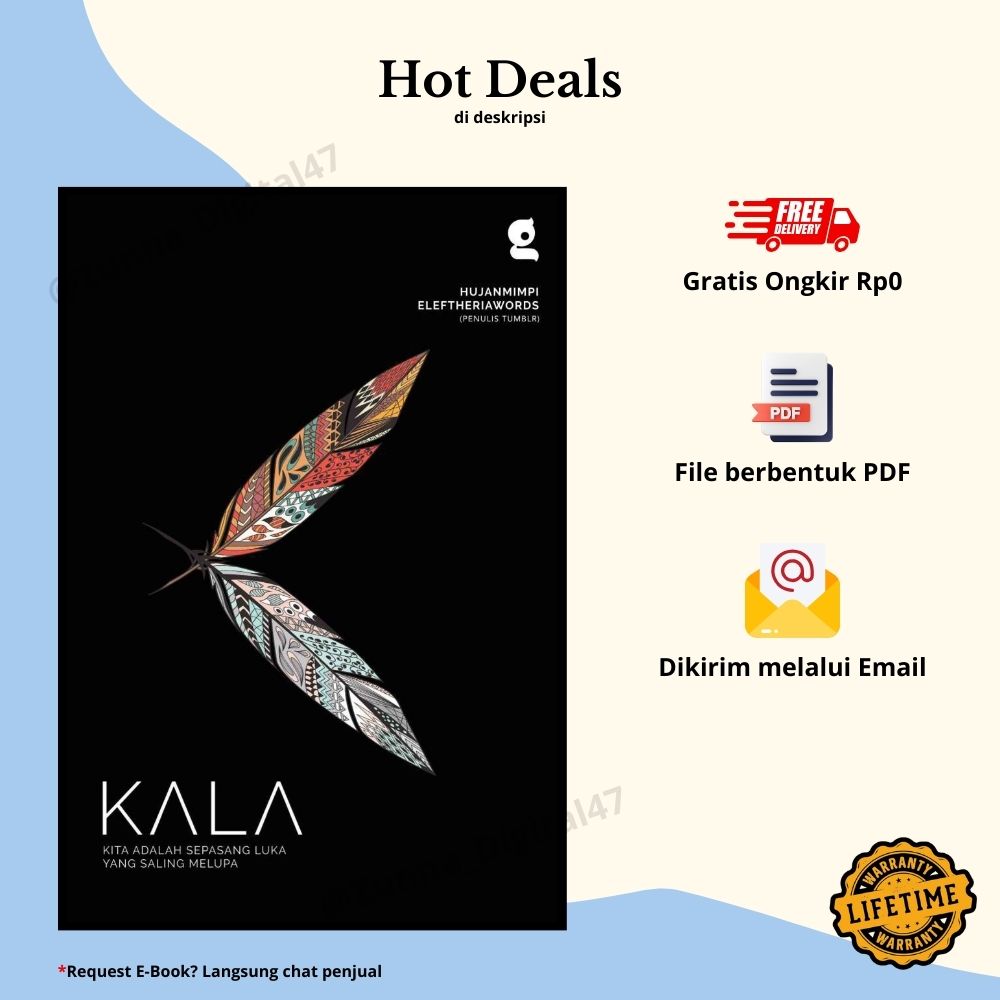 Hot Deals
di deskripsi
g
HUJANMIMPI
ELEFTHERIAWORDS
(PENULIS TUMBLR)
KALA
KITA ADALAH SEPASANG LUKA
YANG SALING MELUPA
FREE
DELIVERY
Gratis Ongkir Rp0
PDF
File berbentuk PDF
@
Dikirim melalui Email
WARRANTY
LIFETIME
WARRANTY
*Request E-Book? Langsung chat penjual